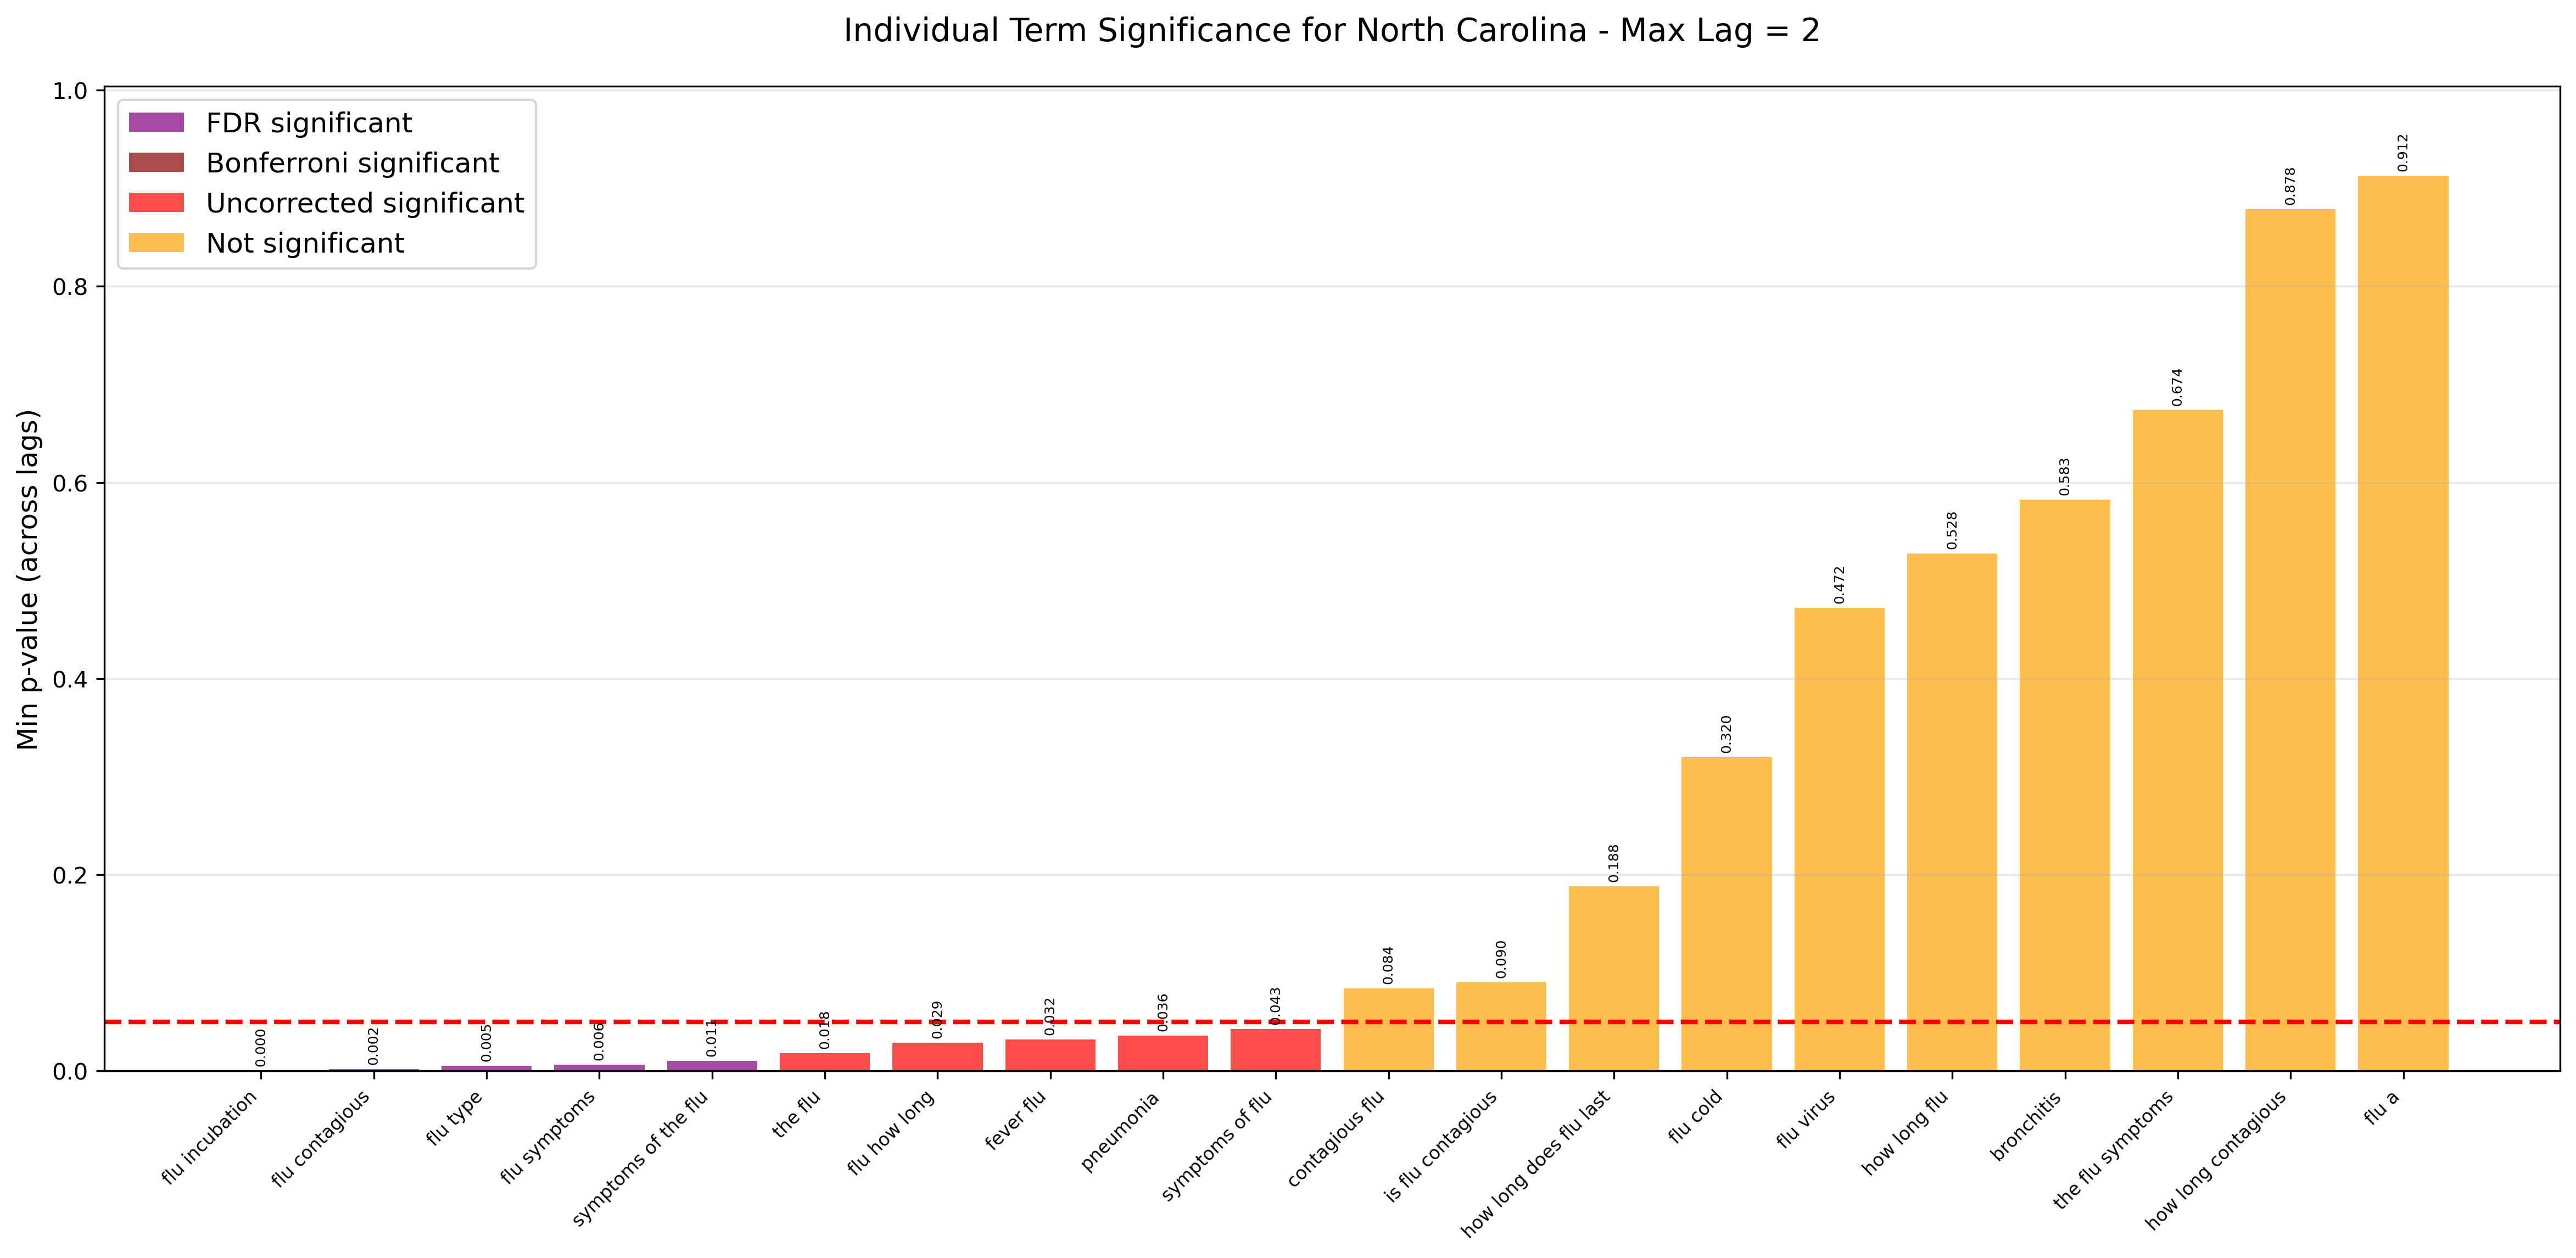 Individual Term Significance for North Carolina - Max Lag = 2
Min p-value (across lags)
1.0
0.8
0.6
0.4
0.2
0.0
FDR significant
Bonferroni significant
Uncorrected significant
Not significant
0.000
0.002
0.005
0.006
0.011
0.018
0.029
0.032
0.036
0.043
0.084
0.090
0.188
0.320
0.472
0.528
0.583
0.674
0.878
0.912
flu incubation
flu contagious
flu type
flu symptoms
symptoms of the flu
the flu
flu how long
fever flu
pneumonia
symptoms of flu
contagious flu
is flu contagious
how long does flu last
flu cold
flu virus
how long flu
bronchitis
the flu symptoms
how long contagious
flu a